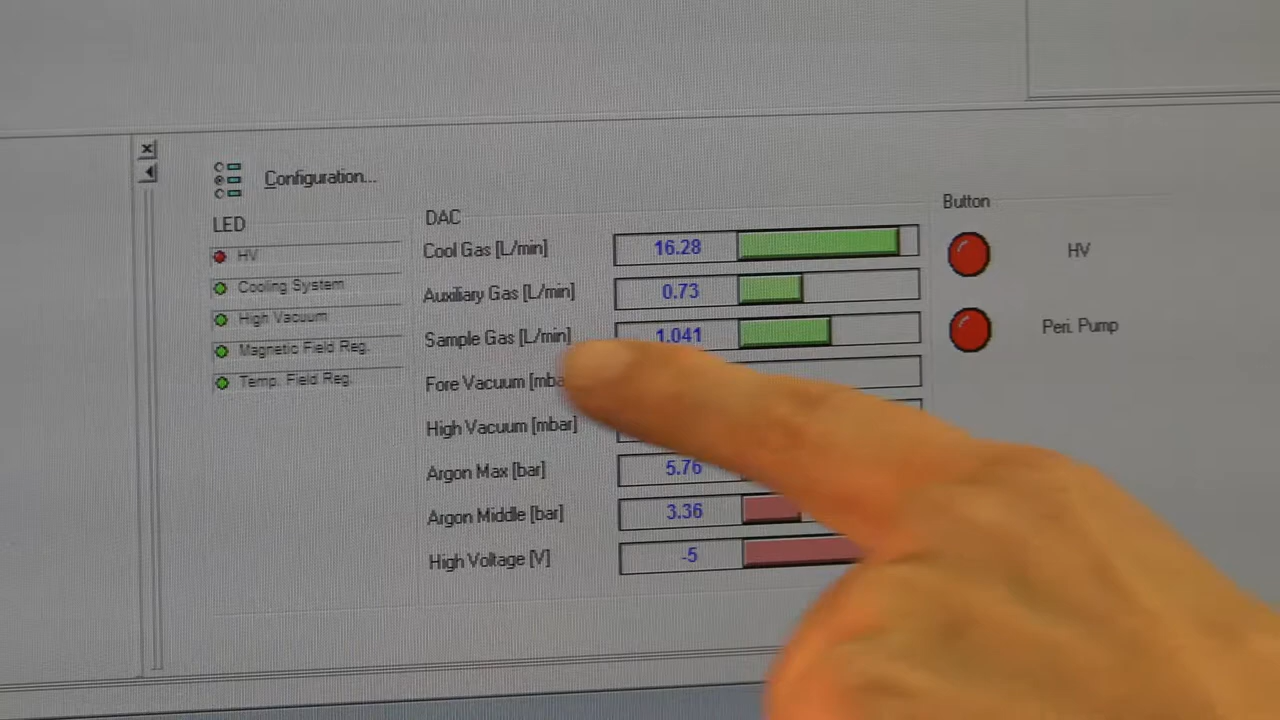 Configuration...
LED
HV
Cooling System
High Vacuum
Magnetic Field Reg.
Temp. Field Reg.
DAC
Cool Gas [L/min] 16.28
Auxiliary Gas [L/min] 0.73
Sample Gas [L/min] 1.041
Fore Vacuum
High Vacuum [mbar]
Argon Max [bar] 5.76
Argon Middle [bar] 3.36
High Voltage [V] -5
Button
HV
Peri. Pump